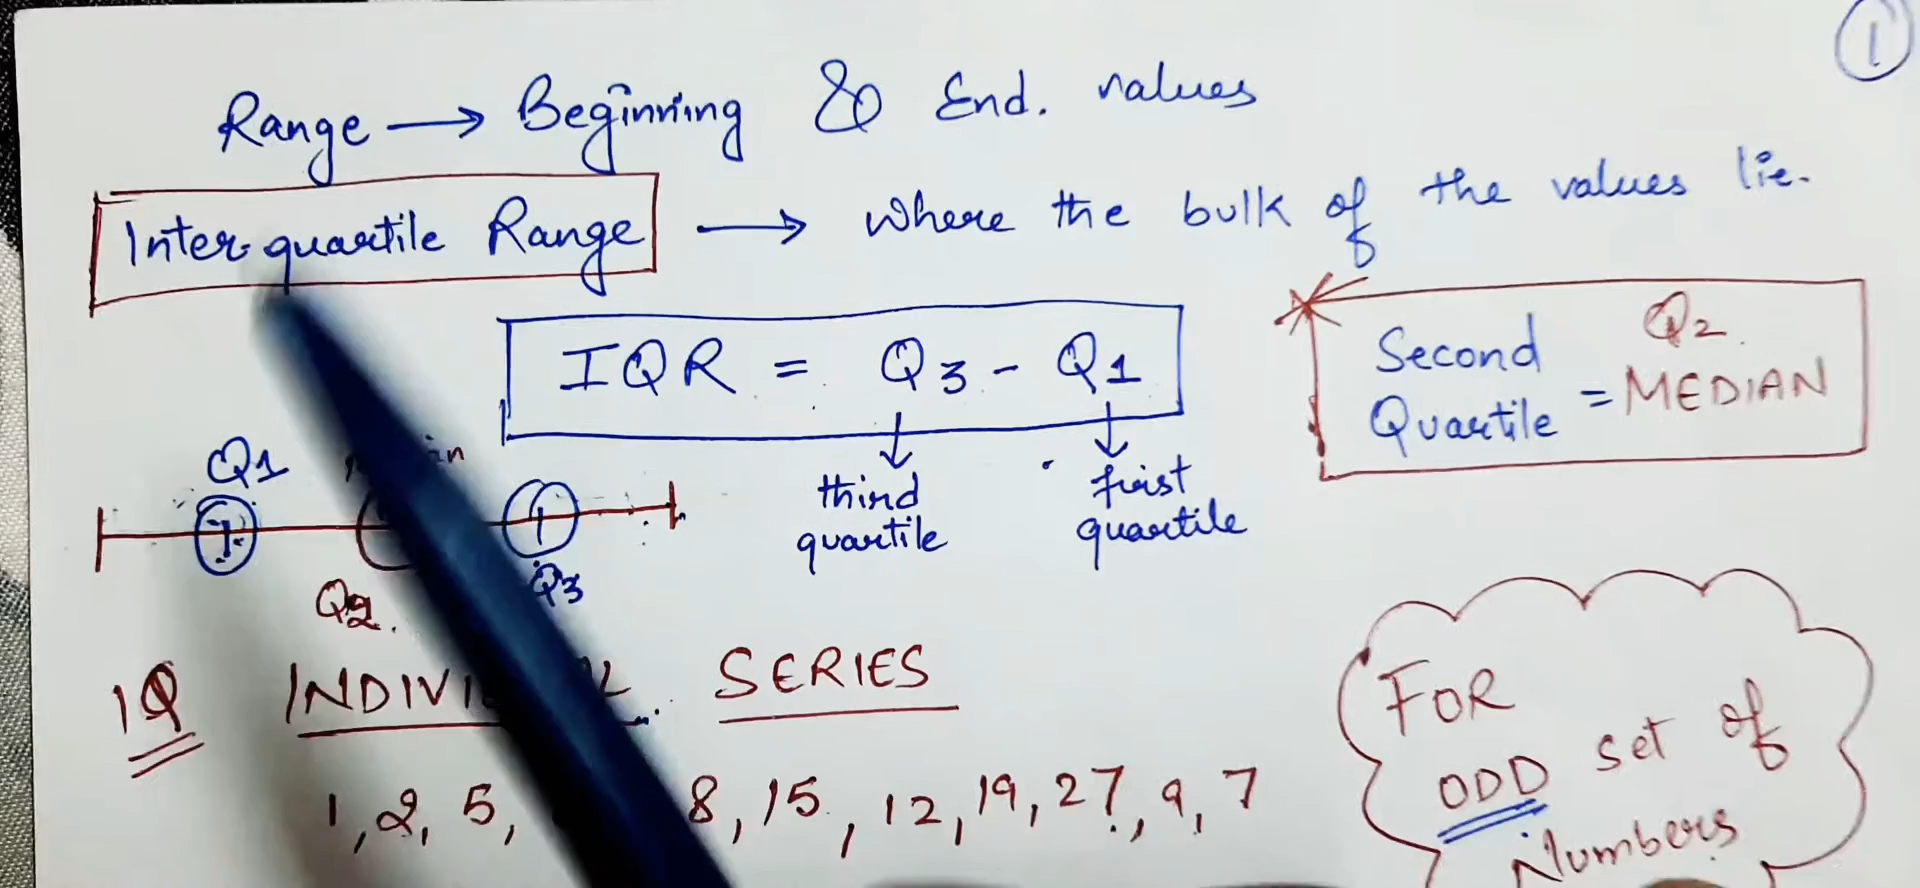 1
Range → Beginning & End. values
Inter-quartile Range → where the bulk of the values lie.
IQR = Q3 - Q1
third quartile
first quartile
Second Quartile = Q2. MEDIAN
Q1
Q2.
Q3
1Q SERIES
1, 2, 5, 8, 15, 12, 19, 27, 9, 7
FOR
ODD set of
Numbers